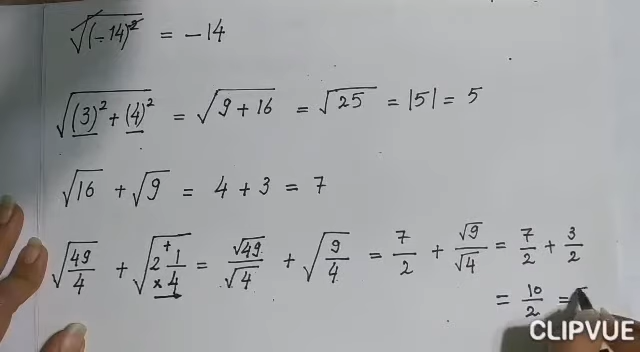 √(-14)² = -14
√(3)² + (4)² = √9 + 16 = √25 = |5| = 5
√16 + √9 = 4 + 3 = 7
√49/4 + √2 + 1 × 4 = √49/√4 + √9/4 = 7/2 + √9/√4 = 7/2 + 3/2
= 10/2 =
CLIPVUE